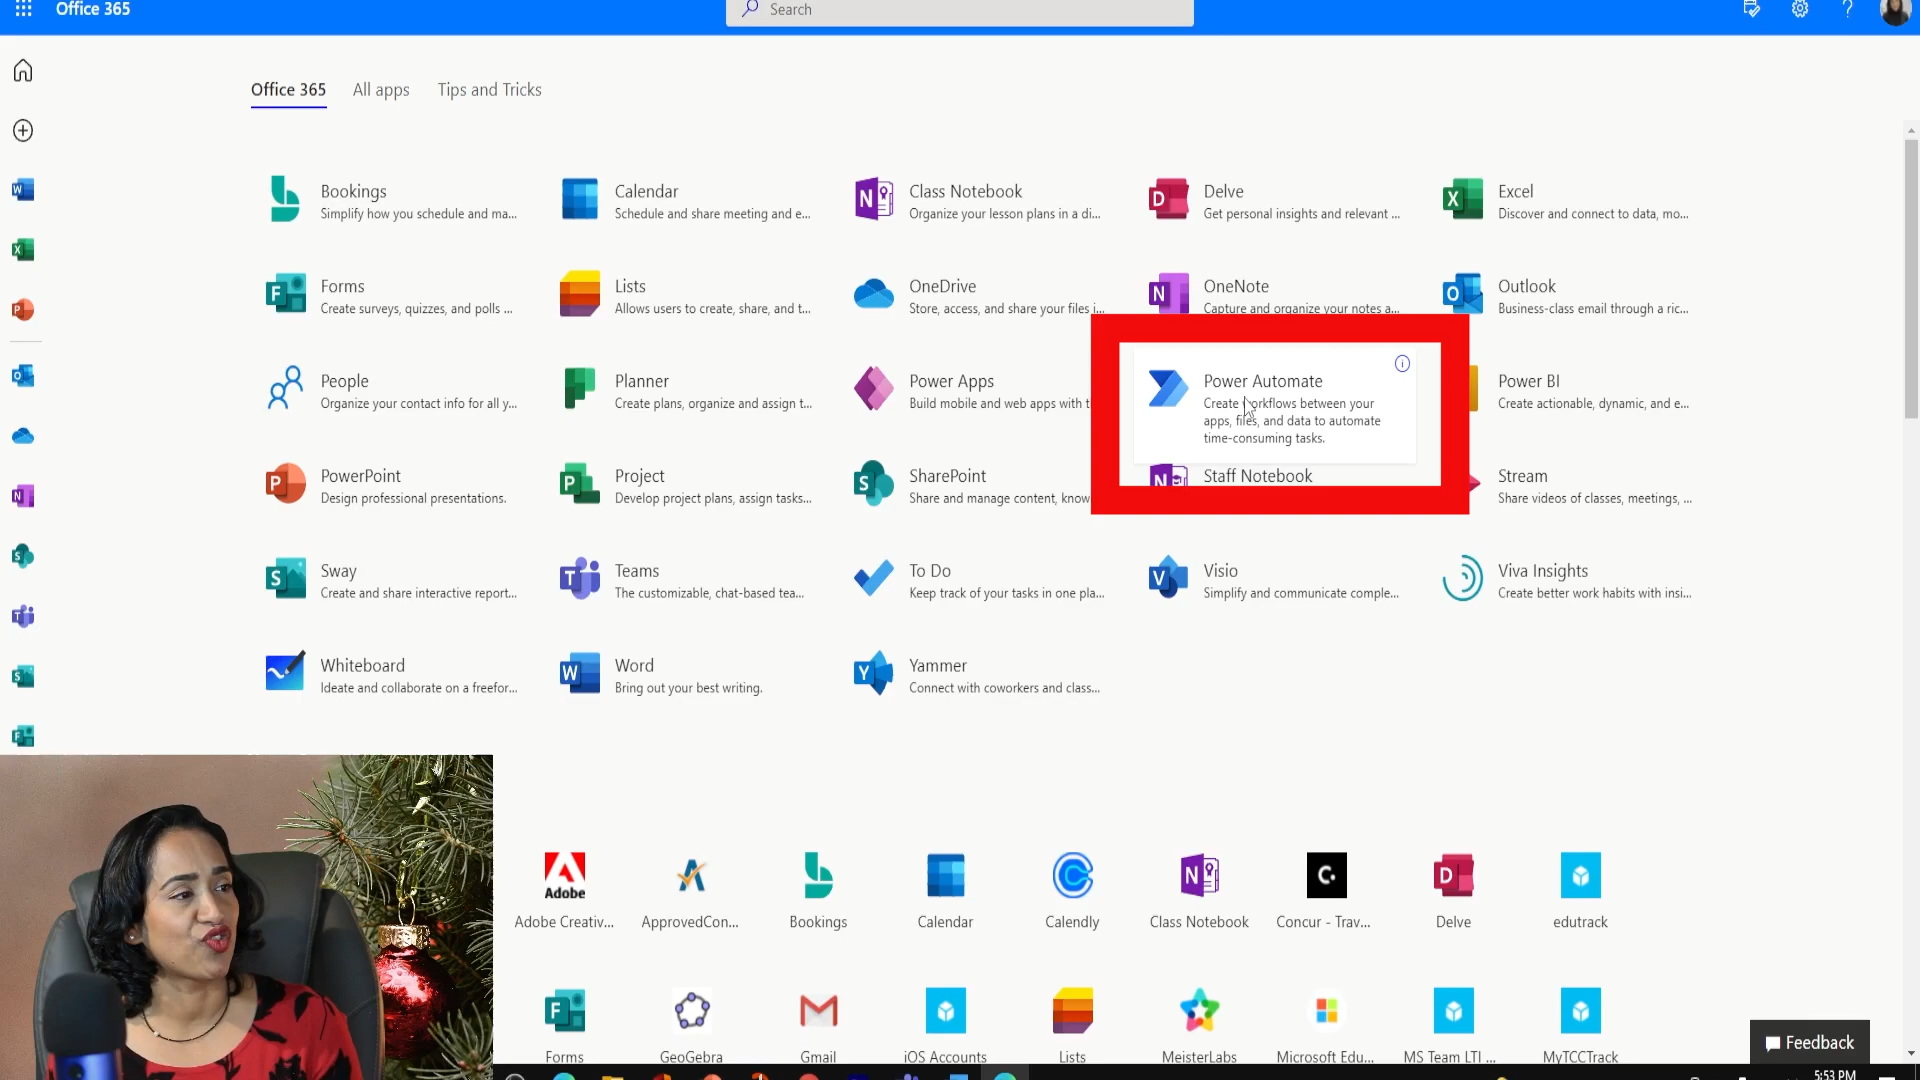 Office 365
Search
Office 365
All apps
Tips and Tricks
Bookings
Simplify how you schedule and ma...
Calendar
Schedule and share meeting and e...
Class Notebook
Organize your lesson plans in a di...
Delve
Get personal insights and relevant ...
Excel
Discover and connect to data, mo...
Forms
Create surveys, quizzes, and polls ...
Lists
Allows users to create, share, and t...
OneDrive
Store, access, and share your files i...
OneNote
Capture and organize your notes a...
Outlook
Business-class email through a ric...
People
Organize your contact info for all y...
Planner
Create plans, organize and assign t...
Power Apps
Build mobile and web apps with t
Power Automate
Create workflows between your
apps, files, and data to automate
time-consuming tasks.
Power BI
Create actionable, dynamic, and e...
PowerPoint
Design professional presentations.
Project
Develop project plans, assign tasks...
SharePoint
Share and manage content, know
Staff Notebook
Stream
Share videos of classes, meetings, ...
Sway
Create and share interactive report...
Teams
The customizable, chat-based tea...
To Do
Keep track of your tasks in one pla...
Visio
Simplify and communicate comple...
Viva Insights
Create better work habits with insi...
Whiteboard
Ideate and collaborate on a freefor...
Word
Bring out your best writing.
Yammer
Connect with coworkers and class...
Adobe
Adobe Creativ...
ApprovedCon...
Bookings
Calendar
Calendly
Class Notebook
Concur - Trav...
Delve
edutrack
Forms
GeoGebra
Gmail
iOS Accounts
Lists
MeisterLabs
Microsoft Edu...
MS Team LTI ...
MyTCCTrack
Feedback
5:53 PM